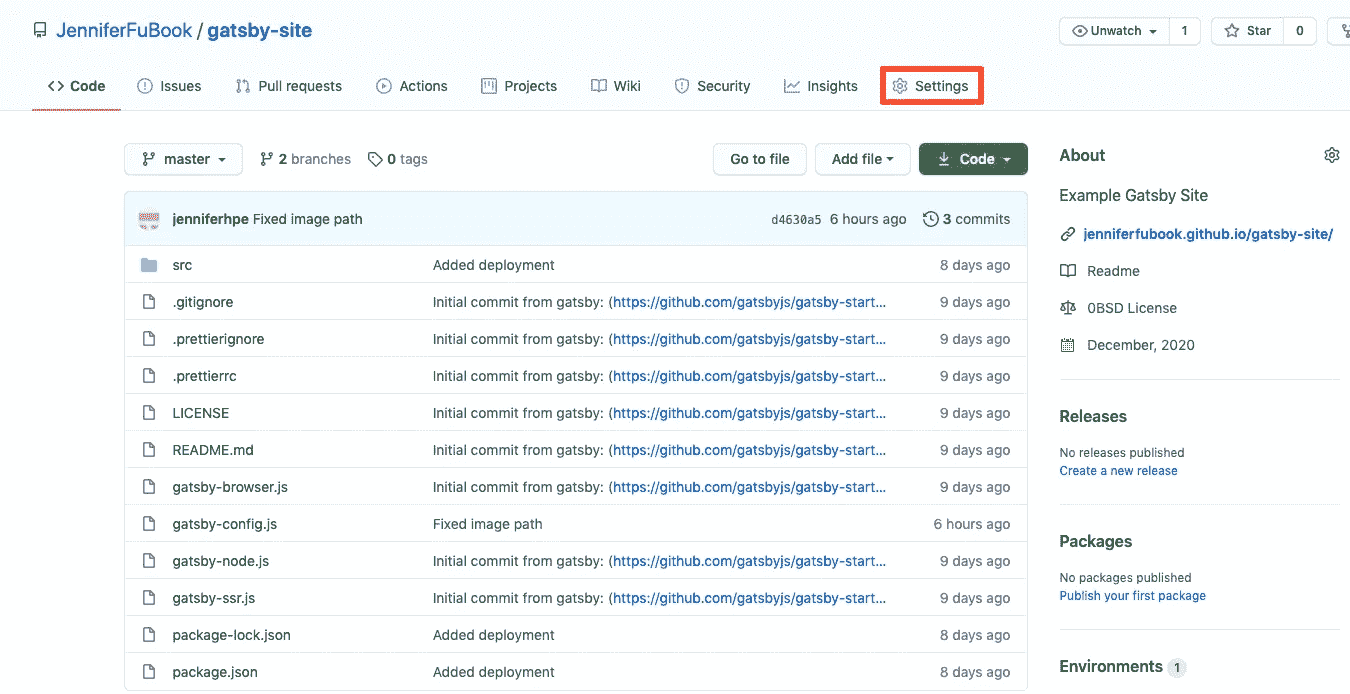 JenniferFuBook / gatsby-site
Unwatch 1 Star 0
Code Issues Pull requests Actions Projects Wiki Security Insights Settings
master 2 branches 0 tags Go to file Add file Code
jenniferhpe Fixed image path d4630a5 6 hours ago 3 commits
src Added deployment 8 days ago
.gitignore Initial commit from gatsby: (https://github.com/gatsbyjs/gatsby-start... 9 days ago
.prettierignore Initial commit from gatsby: (https://github.com/gatsbyjs/gatsby-start... 9 days ago
.prettierrc Initial commit from gatsby: (https://github.com/gatsbyjs/gatsby-start... 9 days ago
LICENSE Initial commit from gatsby: (https://github.com/gatsbyjs/gatsby-start... 9 days ago
README.md Initial commit from gatsby: (https://github.com/gatsbyjs/gatsby-start... 9 days ago
gatsby-browser.js Initial commit from gatsby: (https://github.com/gatsbyjs/gatsby-start... 9 days ago
gatsby-config.js Fixed image path 6 hours ago
gatsby-node.js Initial commit from gatsby: (https://github.com/gatsbyjs/gatsby-start... 9 days ago
gatsby-ssr.js Initial commit from gatsby: (https://github.com/gatsbyjs/gatsby-start... 9 days ago
package-lock.json Added deployment 8 days ago
package.json Added deployment 8 days ago
About
Example Gatsby Site
jenniferfubook.github.io/gatsby-site/
Readme
0BSD License
December, 2020
Releases
No releases published
Create a new release
Packages
No packages published
Publish your first package
Environments 1